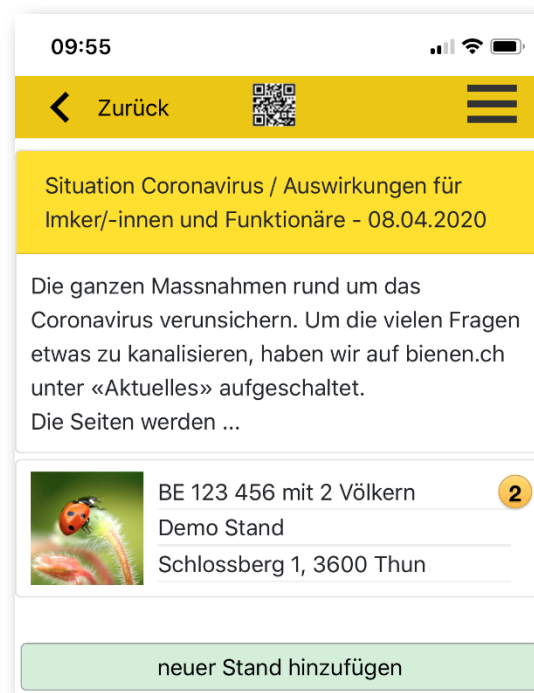 09:55
Zurück
Situation Coronavirus / Auswirkungen für
Imker/-innen und Funktionäre - 08.04.2020
Die ganzen Massnahmen rund um das
Coronavirus verunsichern. Um die vielen Fragen
etwas zu kanalisieren, haben wir auf bienen.ch
unter «Aktuelles» aufgeschaltet.
Die Seiten werden ...
BE 123 456 mit 2 Völkern
2
Demo Stand
Schlossberg 1, 3600 Thun
neuer Stand hinzufügen